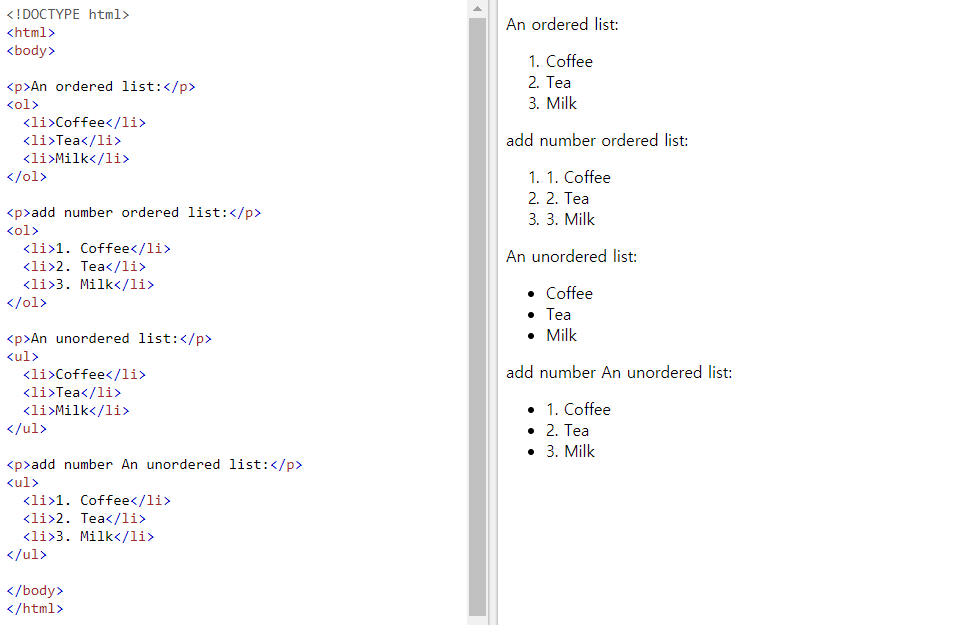 <!DOCTYPE html>
<html>
<body>
<p>An ordered list:</p>
<ol>
  <li>Coffee</li>
  <li>Tea</li>
  <li>Milk</li>
</ol>
<p>add number ordered list:</p>
<ol>
  <li>1. Coffee</li>
  <li>2. Tea</li>
  <li>3. Milk</li>
</ol>
<p>An unordered list:</p>
<ul>
  <li>Coffee</li>
  <li>Tea</li>
  <li>Milk</li>
</ul>
<p>add number An unordered list:</p>
<ul>
  <li>1. Coffee</li>
  <li>2. Tea</li>
  <li>3. Milk</li>
</ul>
</body>
</html>
An ordered list:
1. Coffee
2. Tea
3. Milk
add number ordered list:
1. 1. Coffee
2. 2. Tea
3. 3. Milk
An unordered list:
• Coffee
• Tea
• Milk
add number An unordered list:
• 1. Coffee
• 2. Tea
• 3. Milk